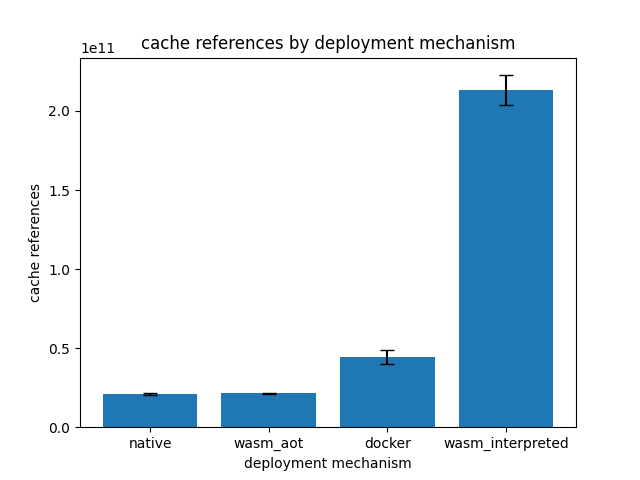 cache references by deployment mechanism
1e11
2.0
1.5
1.0
0.5
0.0
cache references
native wasm_aot docker wasm_interpreted
deployment mechanism